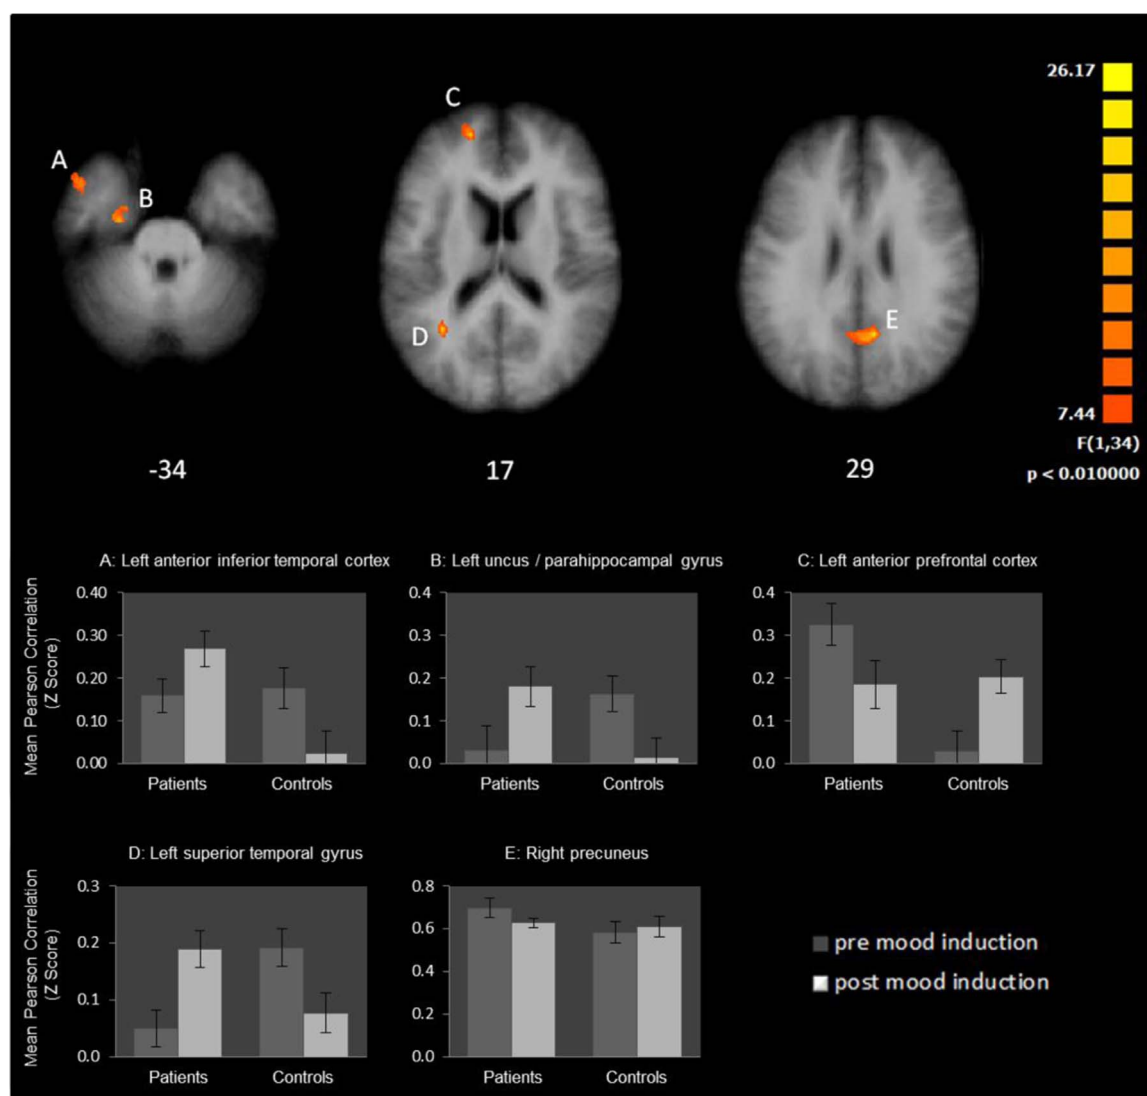 C
26.17
A
B
D
E
7.44
F(1,34)
p < 0.010000
-34
17
29
A: Left anterior inferior temporal cortex
B: Left uncus / parahippocampal gyrus
C: Left anterior prefrontal cortex
Mean Pearson Correlation
(Z Score)
0.40
0.30
0.20
0.10
0.00
Patients
Controls
0.4
0.3
0.2
0.1
0.0
Patients
Controls
0.4
0.3
0.2
0.1
0
Patients
Controls
D: Left superior temporal gyrus
E: Right precuneus
Mean Pearson Correlation
(Z Score)
0.3
0.2
0.1
0.0
Patients
Controls
0.8
0.6
0.4
0.2
0.0
Patients
Controls
pre mood induction
post mood induction